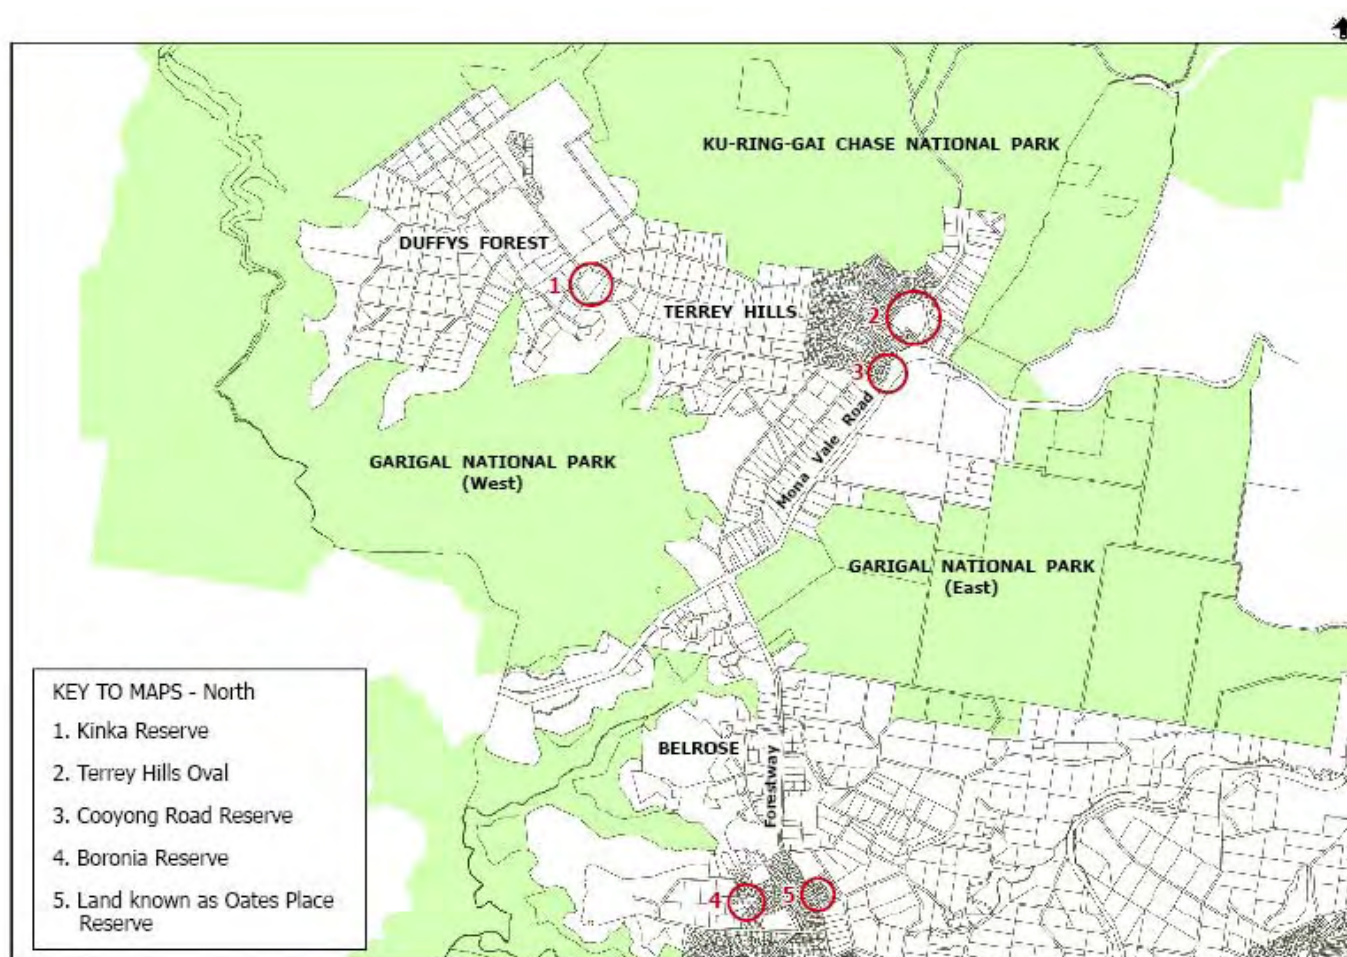 KU-RING-GAI CHASE NATIONAL PARK
DUFFYS FOREST
1
TERREY HILLS
2
3
Mona Vale Road
GARIGAL NATIONAL PARK
(West)
GARIGAL NATIONAL PARK
(East)
BELROSE
Forestway
4
5
KEY TO MAPS - North
1. Kinka Reserve
2. Terrey Hills Oval
3. Cooyong Road Reserve
4. Boronia Reserve
5. Land known as Oates Place
Reserve